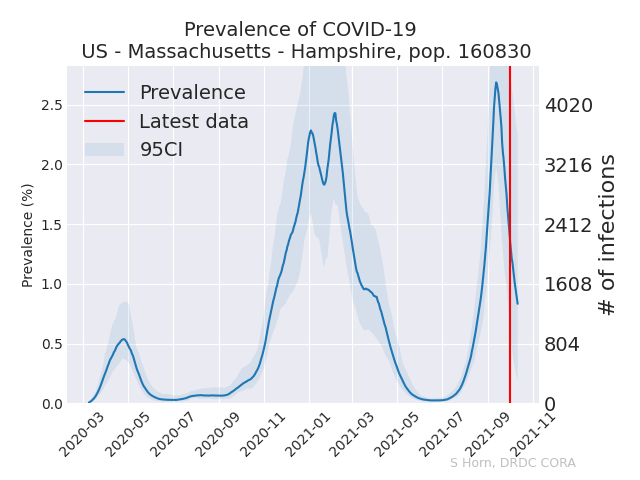 Prevalence of COVID-19
US - Massachusetts - Hampshire, pop. 160830
Prevalence
Latest data
95CI
Prevalence (%)
2.5
2.0
1.5
1.0
0.5
0.0
4020
3216
2412
1608
804
0
# of infections
2020-03
2020-05
2020-07
2020-09
2020-11
2021-01
2021-03
2021-05
2021-07
2021-09
2021-11
S Horn, DRDC CORA